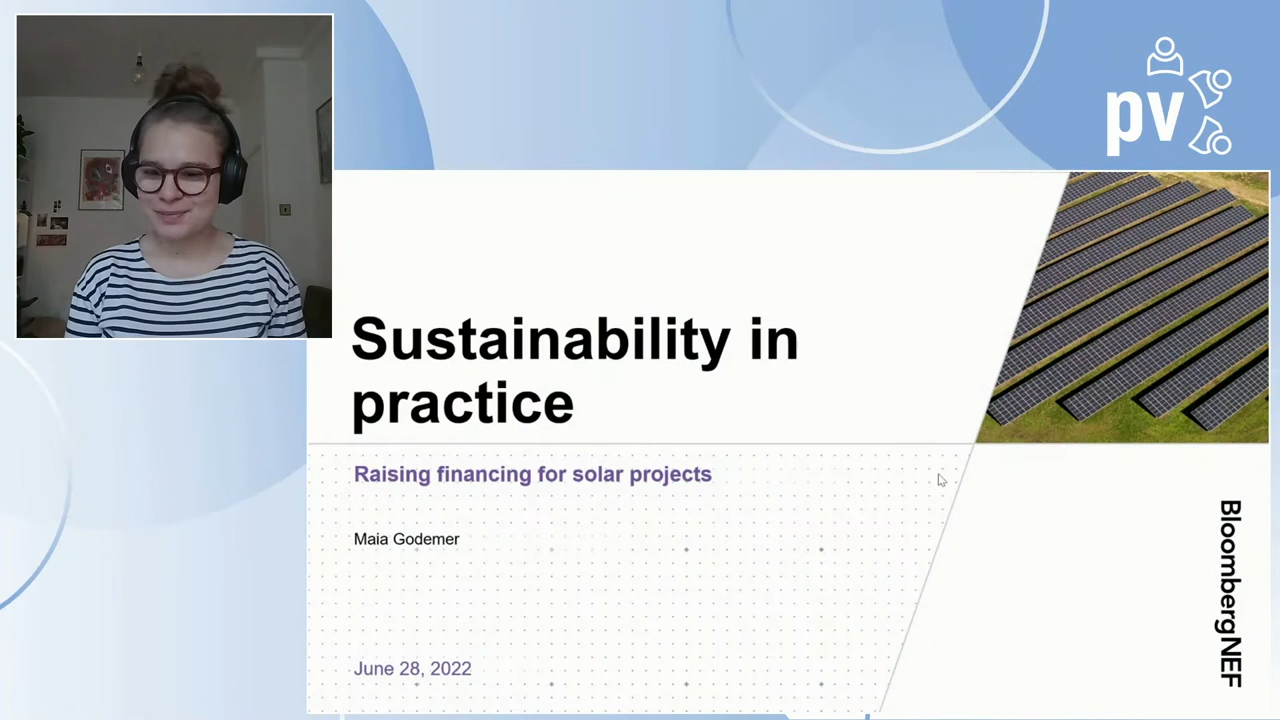 pv
Sustainability in
practice
Raising financing for solar projects
Maia Godemer
June 28, 2022
BloombergNEF